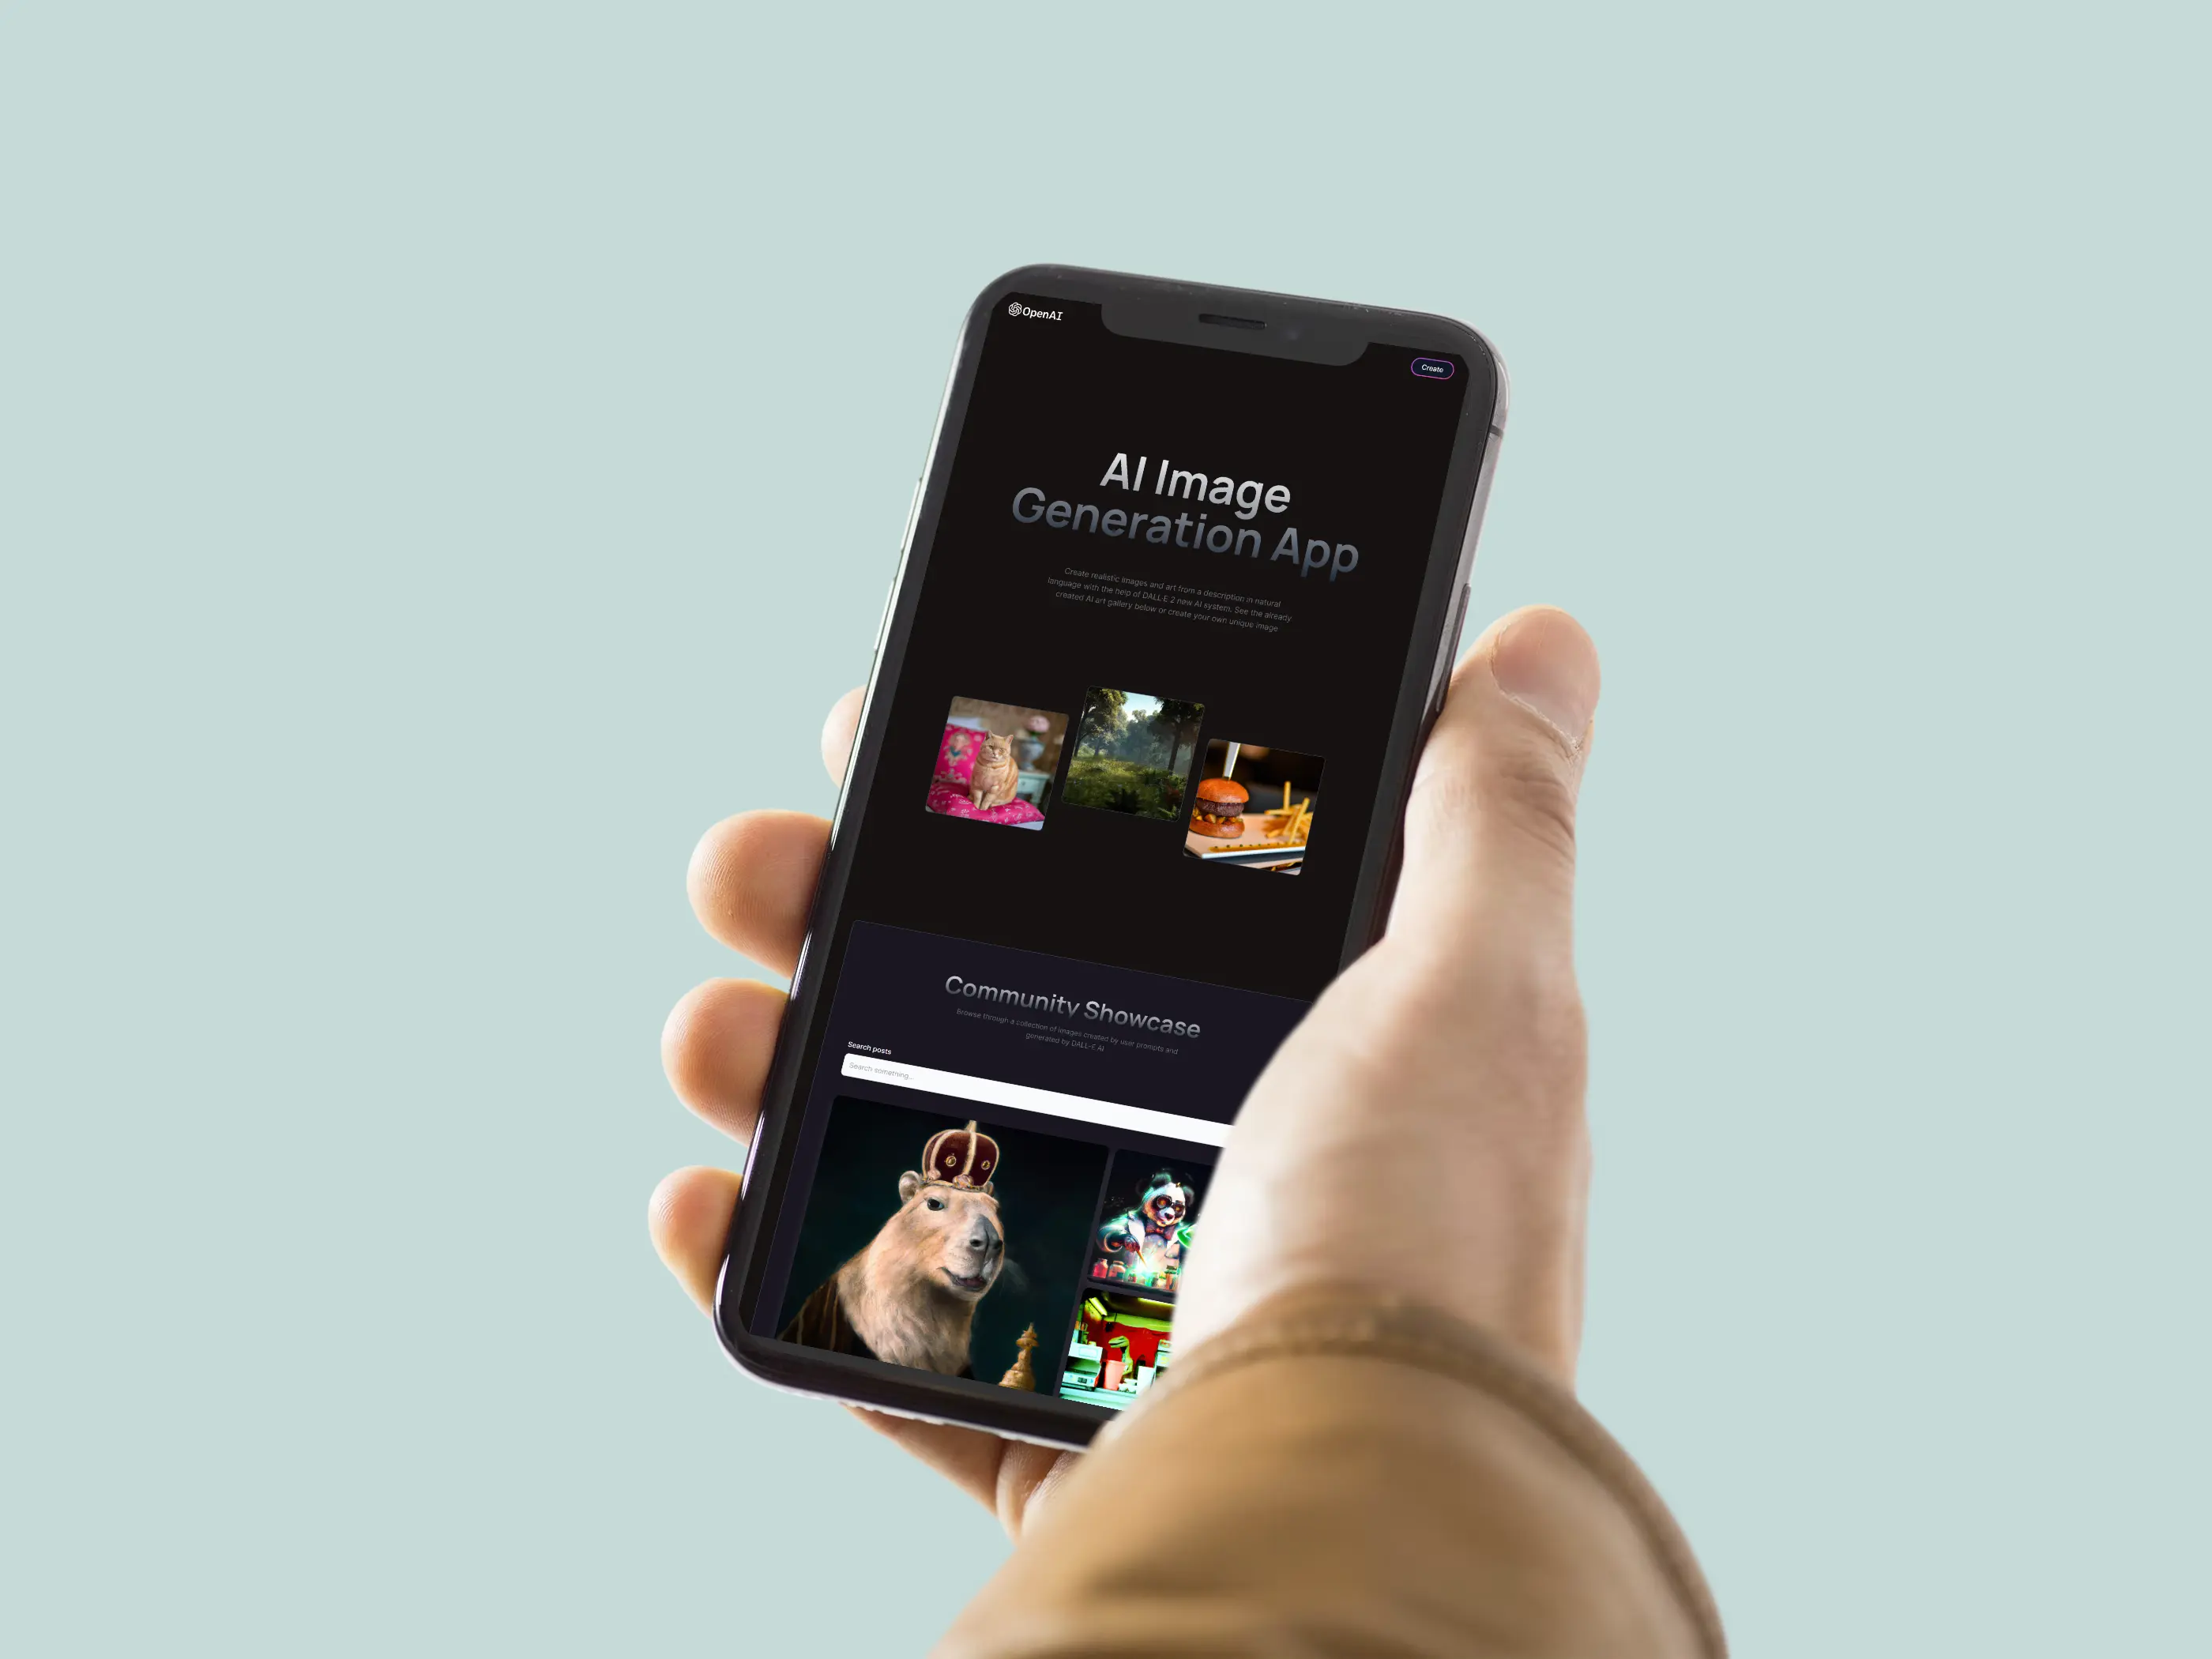 OpenAI
Create
AI Image
Generation App
Create realistic images and art from a description in natural
language with the help of DALL-E 2 new AI system. See the already
created AI art gallery below or create your own unique image
Community Showcase
Browse through a collection of images created by user prompts and
generated by DALL-E AI
Search posts
Search something...